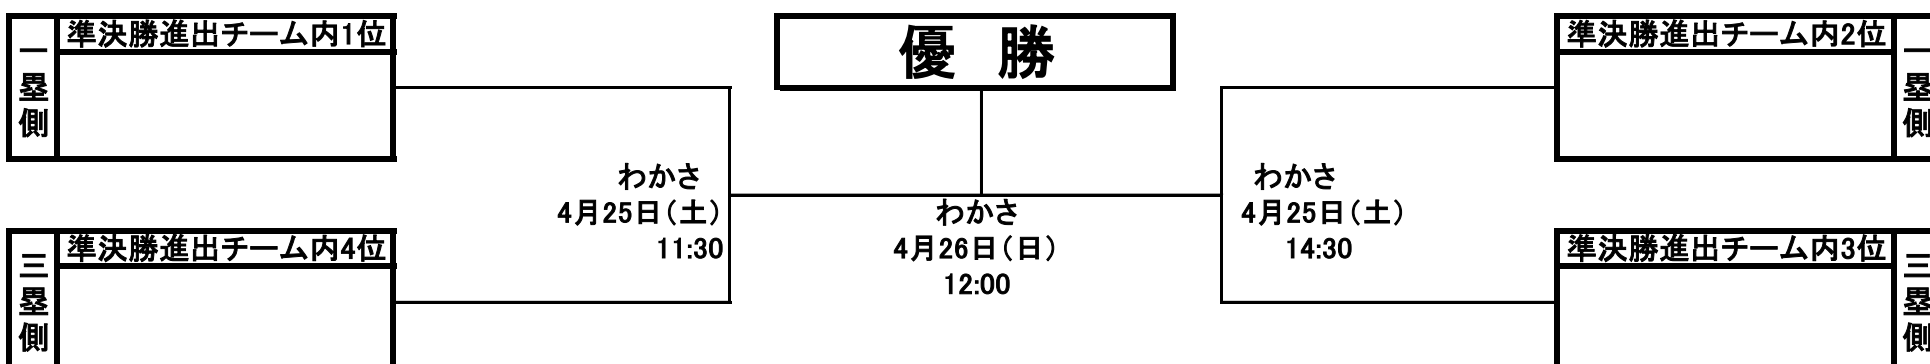 一塁側
準決勝進出チーム内1位
優　勝
準決勝進出チーム内2位
一塁側
わかさ
4月25日（土）
11:30
わかさ
4月26日（日）
12:00
わかさ
4月25日（土）
14:30
三塁側
準決勝進出チーム内4位
準決勝進出チーム内3位
三塁側